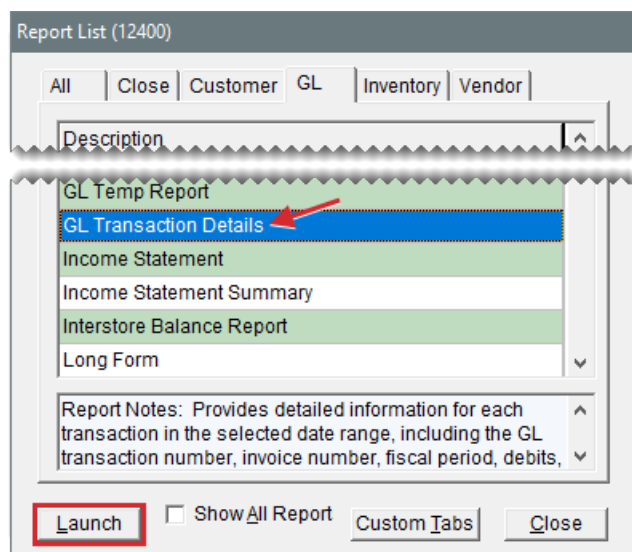 Report List (12400)
All Close Customer GL Inventory Vendor
Description
GL Temp Report
GL Transaction Details
Income Statement
Income Statement Summary
Interstore Balance Report
Long Form
Report Notes:  Provides detailed information for each
transaction in the selected date range, including the GL
transaction number, invoice number, fiscal period, debits,
Launch Show All Report Custom Tabs Close